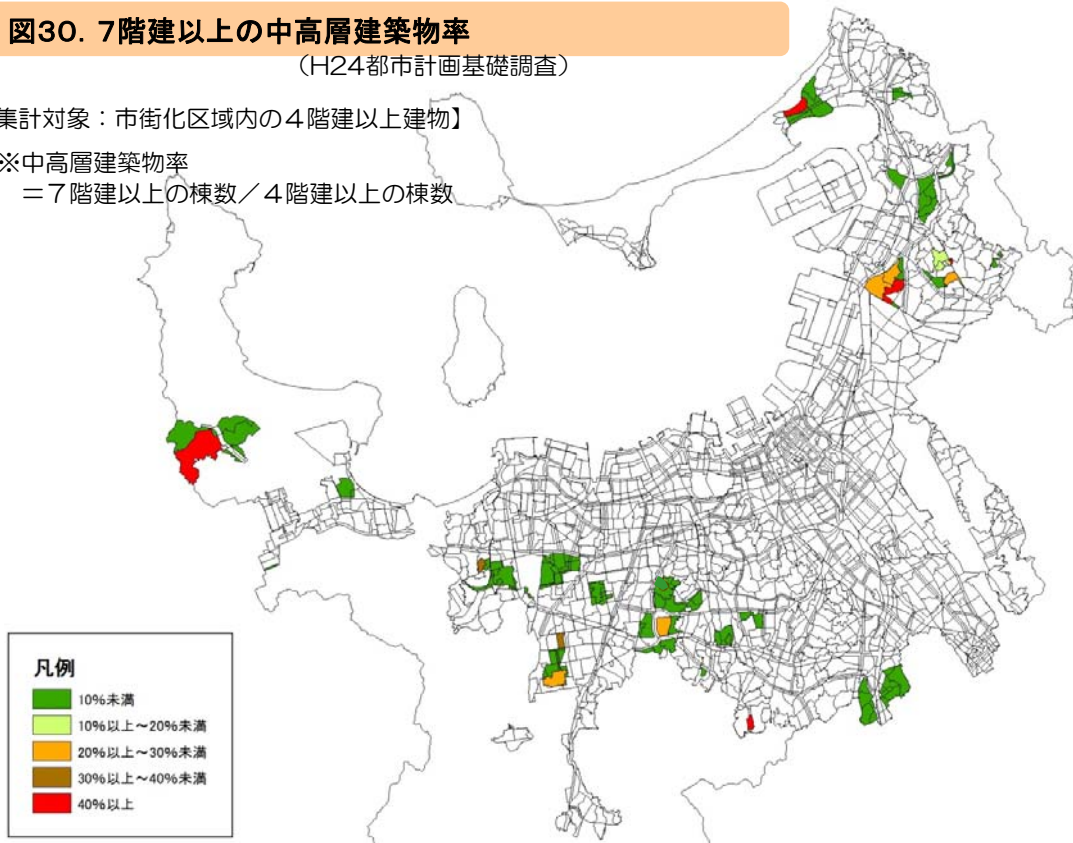 図30．7階建以上の中高層建築物率
（H24都市計画基礎調査）
集計対象：市街化区域内の４階建以上建物】
※中高層建築物率
＝７階建以上の棟数／４階建以上の棟数
凡例
10％未満
10％以上～20％未満
20％以上～30％未満
30％以上～40％未満
40％以上